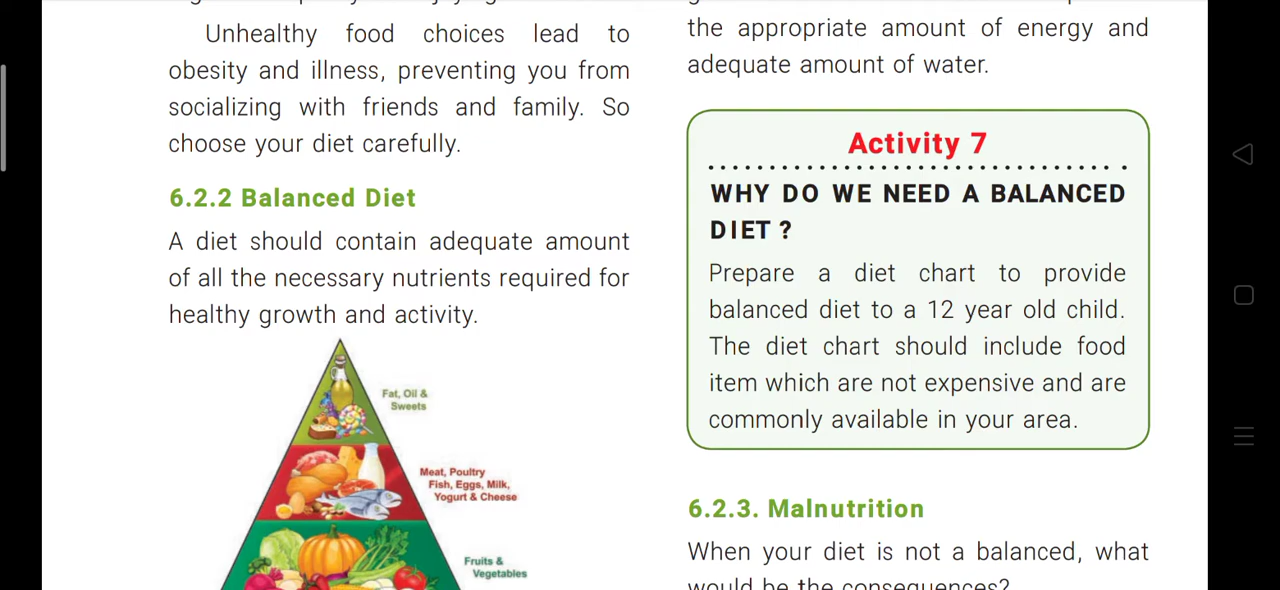 Unhealthy food choices lead to
obesity and illness, preventing you from
socializing with friends and family. So
choose your diet carefully.
6.2.2 Balanced Diet
A diet should contain adequate amount
of all the necessary nutrients required for
healthy growth and activity.
Fat, Oil &
Sweets
Meat, Poultry
Fish, Eggs, Milk,
Yogurt & Cheese
Fruits &
Vegetables
the appropriate amount of energy and
adequate amount of water.
Activity 7
WHY DO WE NEED A BALANCED
DIET ?
Prepare a diet chart to provide
balanced diet to a 12 year old child.
The diet chart should include food
item which are not expensive and are
commonly available in your area.
6.2.3. Malnutrition
When your diet is not a balanced, what
would be the consequences?